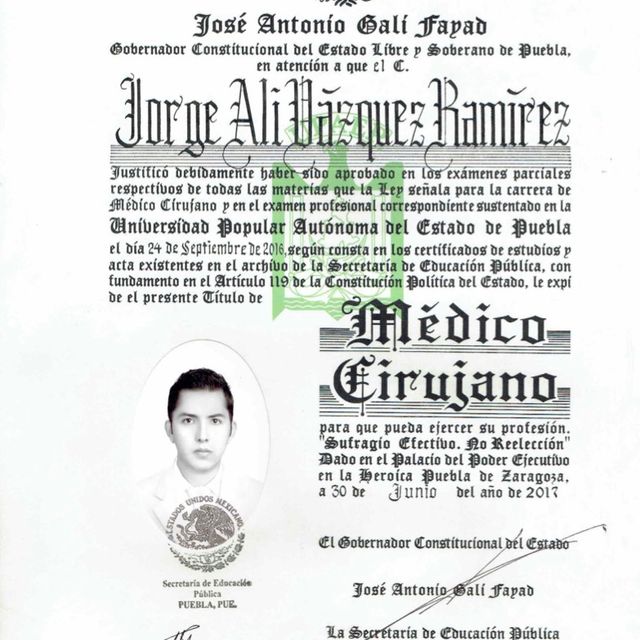 José Antonio Gali Fayad
Gobernador Constitucional del Estado Libre y Soberano de Puebla,
en atención a que el C.
Jorge Ali Vázquez Ramírez
Justificó debidamente haber sido aprobado en los exámenes parciales
respectivos de todas las materias que la Ley señala para la carrera de
Médico Cirujano y en el examen profesional correspondiente sustentado en la
Universidad Popular Autónoma del Estado de Puebla
el día 24 de Septiembre de 2016, según consta en los certificados de estudios y
acta existentes en el archivo de la Secretaría de Educación Pública, con
fundamento en el Artículo 119 de la Constitución Política del Estado, le expi
de el presente Título de
Médico
Cirujano
para que pueda ejercer su profesión.
"Sufragio Efectivo. No Reelección"
Dado en el Palacio del Poder Ejecutivo
en la Heroica Puebla de Zaragoza,
a 30 de Junio del año de 2017
ESTADOS UNIDOS MEXICANOS
Secretaría de Educación
Pública
PUEBLA, PUE.
El Gobernador Constitucional del Estado
José Antonio Gali Fayad
La Secretaría de Educación Pública